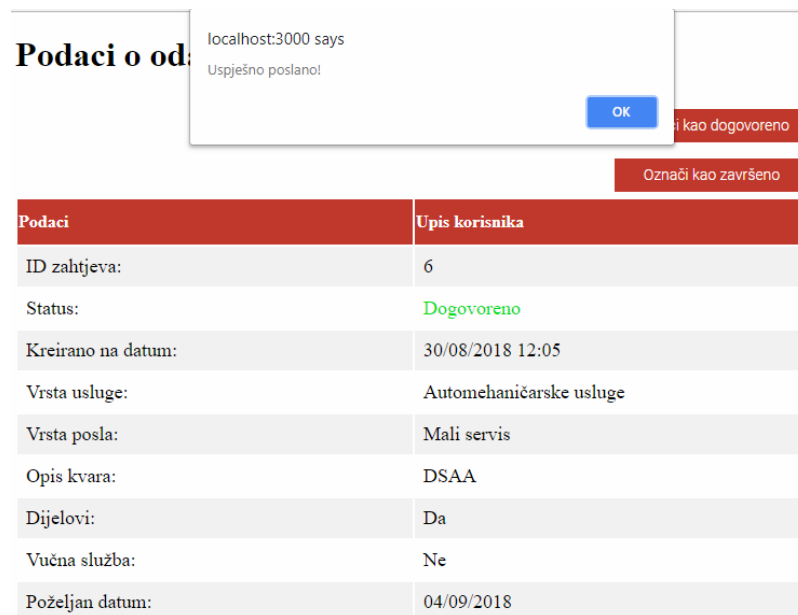 localhost:3000 says
Uspješno poslano!
OK
Podaci o
kao dogovoreno
Označi kao završeno
Podaci Upis korisnika
ID zahtjeva: 6
Status: Dogovoreno
Kreirano na datum: 30/08/2018 12:05
Vrsta usluge: Automehaničarske usluge
Vrsta posla: Mali servis
Opis kvara: DSAA
Dijelovi: Da
Vučna služba: Ne
Poželjan datum: 04/09/2018